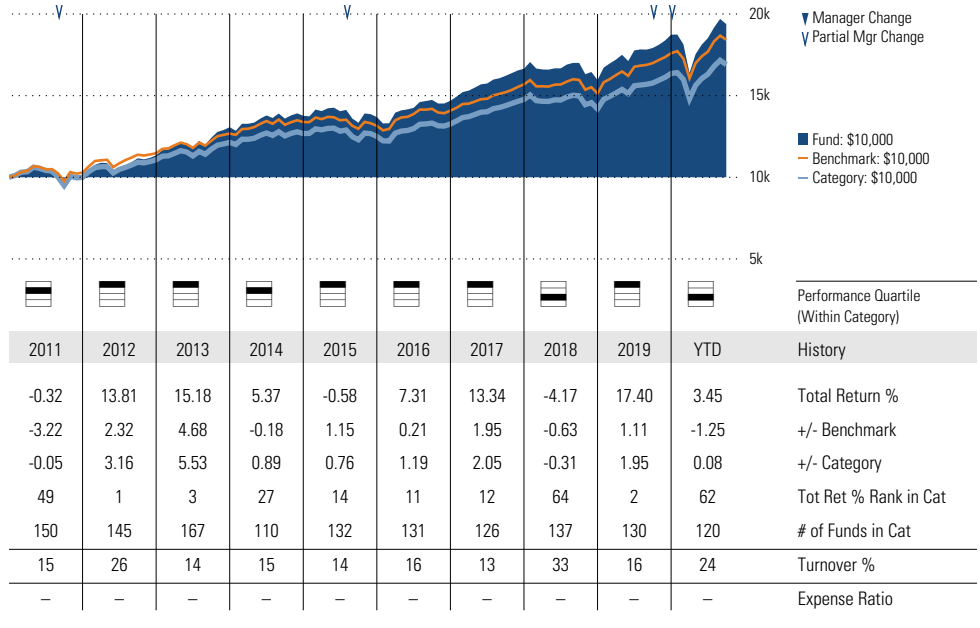 20k
15k
10k
5k
Manager Change
Partial Mgr Change
Fund: $10,000
Benchmark: $10,000
Category: $10,000
Performance Quartile
(Within Category)
2011 2012 2013 2014 2015 2016 2017 2018 2019 YTD History
-0.32 13.81 15.18 5.37 -0.58 7.31 13.34 -4.17 17.40 3.45 Total Return %
-3.22 2.32 4.68 -0.18 1.15 0.21 1.95 -0.63 1.11 -1.25 +/- Benchmark
-0.05 3.16 5.53 0.89 0.76 1.19 2.05 -0.31 1.95 0.08 +/- Category
49 1 3 27 14 11 12 64 2 62 Tot Ret % Rank in Cat
150 145 167 110 132 131 126 137 130 120 # of Funds in Cat
15 26 14 15 14 16 13 33 16 24 Turnover %
– – – – – – – – – – Expense Ratio